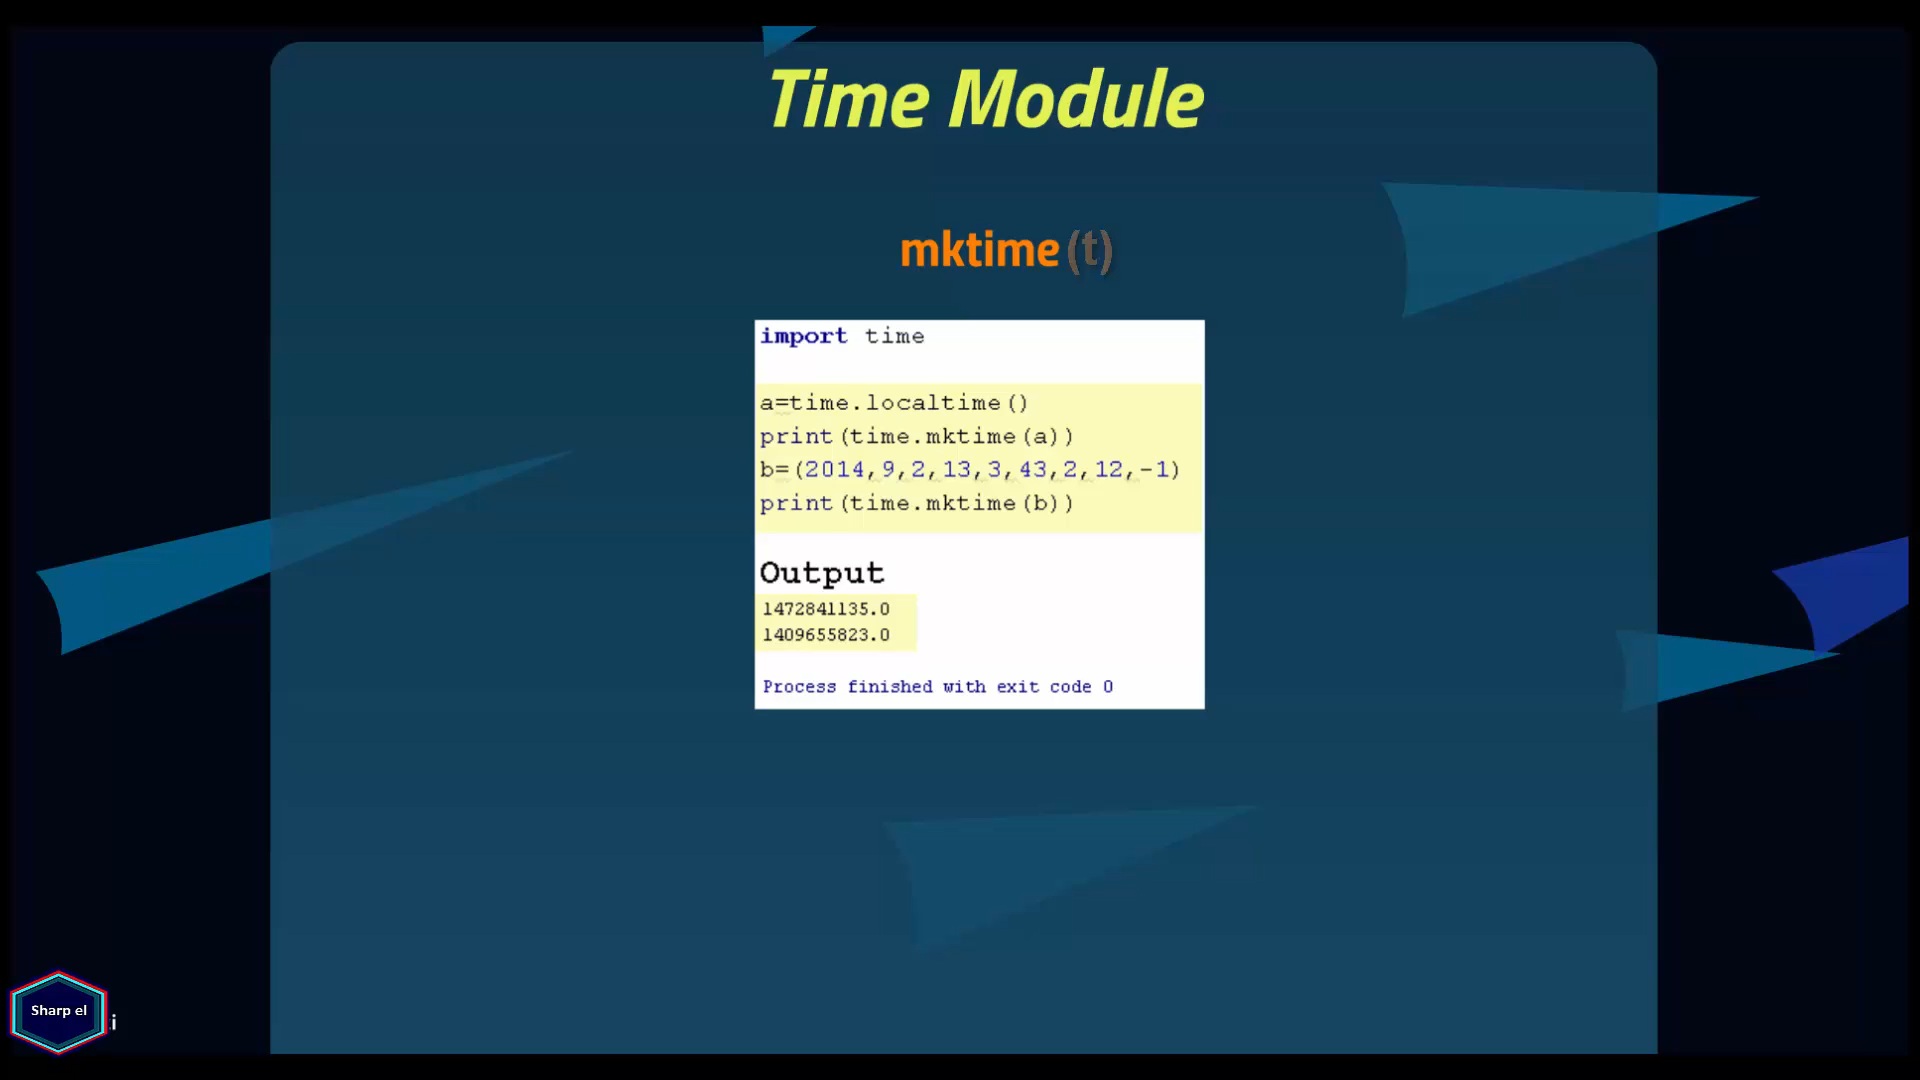 Time Module
mktime(t)
import time
a=time.localtime()
print(time.mktime(a))
b=(2014,9,2,13,3,43,2,12,-1)
print(time.mktime(b))
Output
1472841135.0
1409655823.0
Process finished with exit code 0
Sharp el